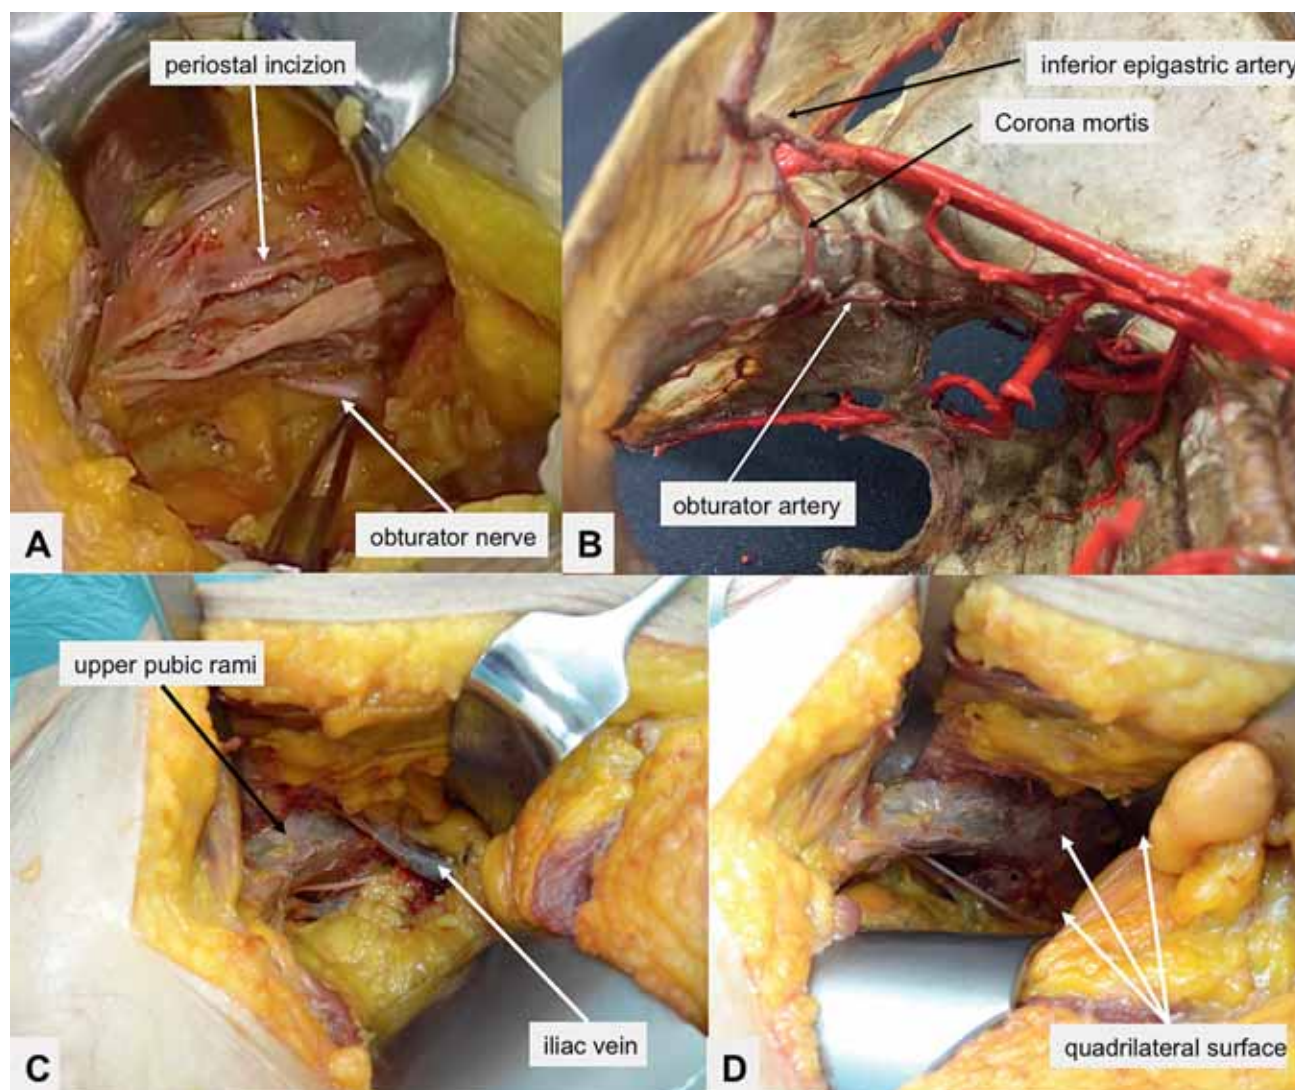 periostal incizion
obturator nerve
A
inferior epigastric artery
Corona mortis
obturator artery
B
upper pubic rami
iliac vein
C
quadrilateral surface
D